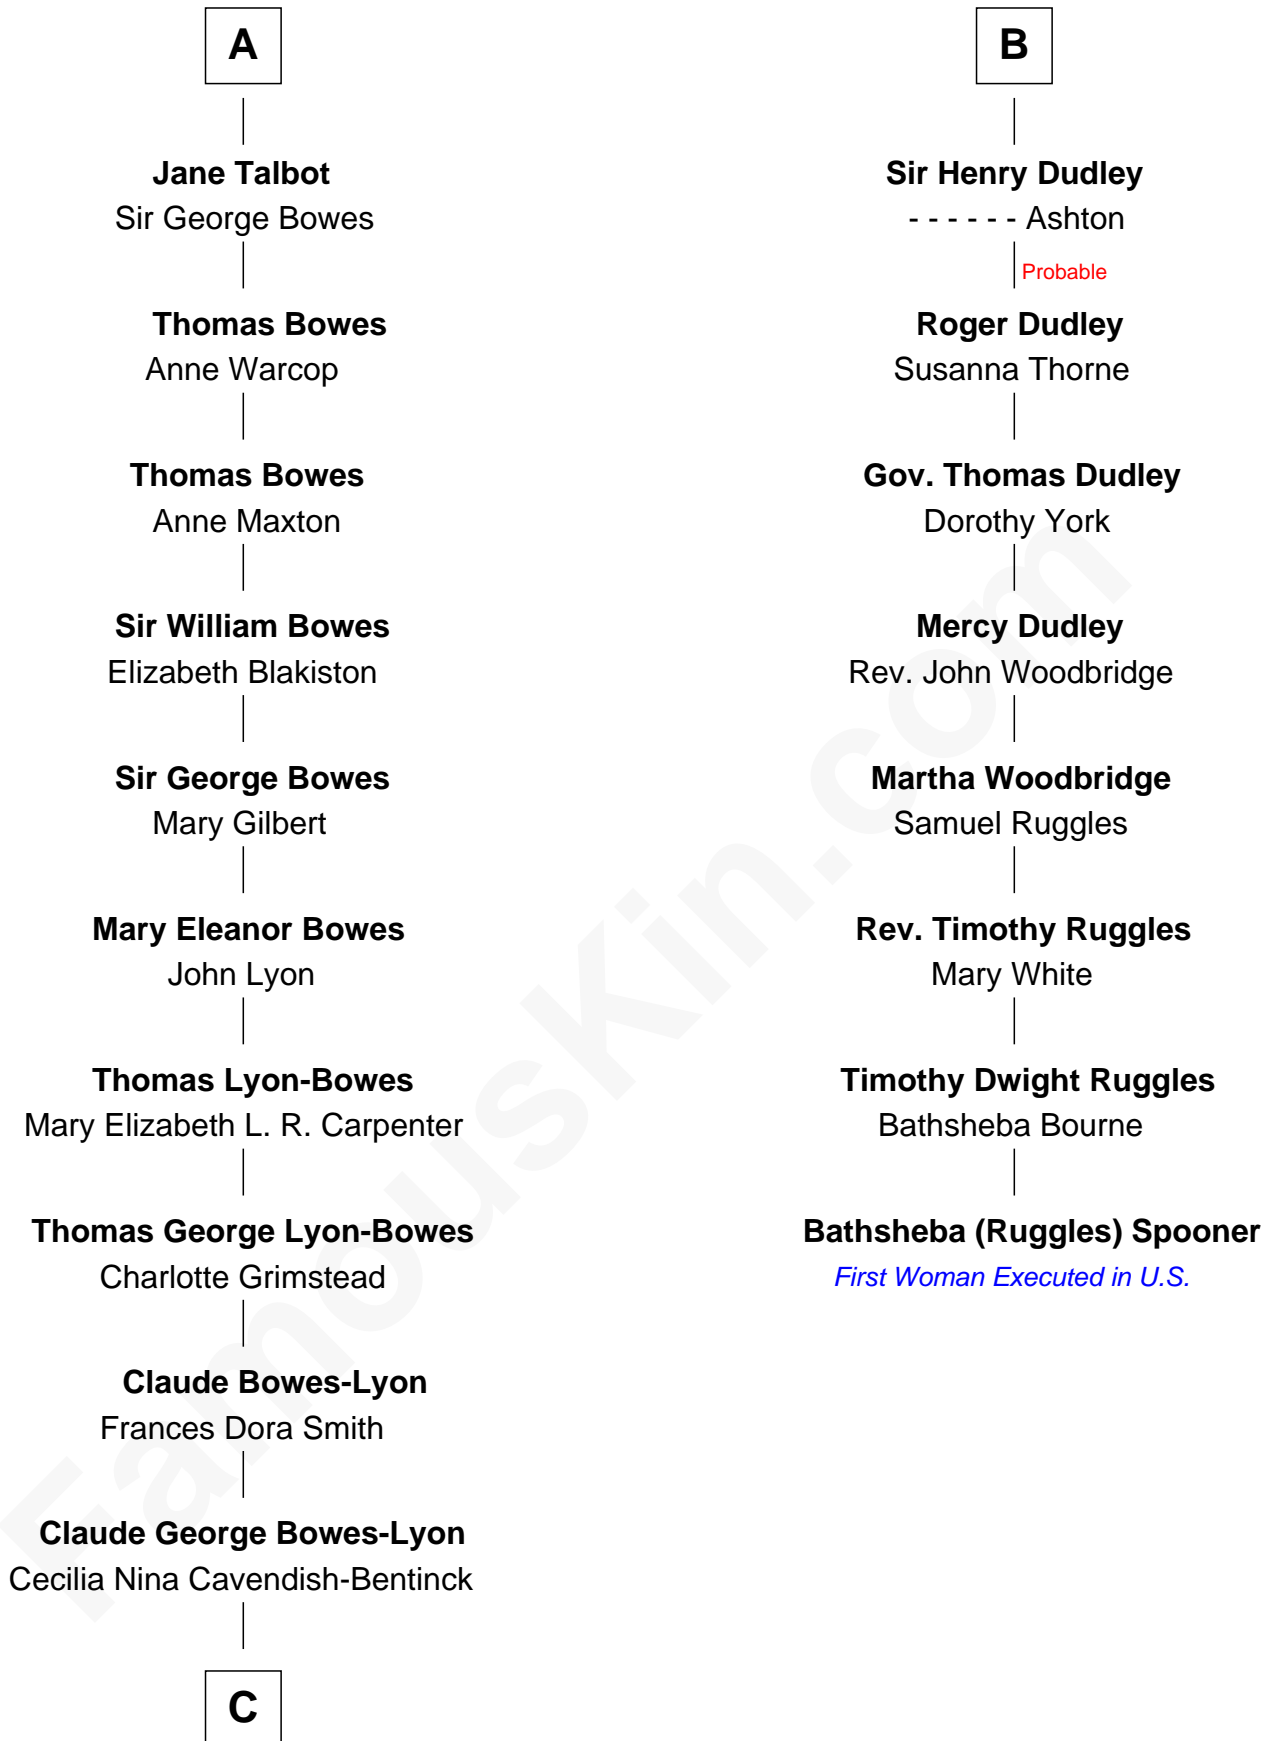 A
Jane Talbot
Sir George Bowes
Thomas Bowes
Anne Warcop
Thomas Bowes
Anne Maxton
Sir William Bowes
Elizabeth Blakiston
Sir George Bowes
Mary Gilbert
Mary Eleanor Bowes
John Lyon
Thomas Lyon-Bowes
Mary Elizabeth L. R. Carpenter
Thomas George Lyon-Bowes
Charlotte Grimstead
Claude Bowes-Lyon
Frances Dora Smith
Claude George Bowes-Lyon
Cecilia Nina Cavendish-Bentinck
C
B
Sir Henry Dudley
- - - - - - Ashton
Probable
Roger Dudley
Susanna Thorne
Gov. Thomas Dudley
Dorothy York
Mercy Dudley
Rev. John Woodbridge
Martha Woodbridge
Samuel Ruggles
Rev. Timothy Ruggles
Mary White
Timothy Dwight Ruggles
Bathsheba Bourne
Bathsheba (Ruggles) Spooner
First Woman Executed in U.S.
FamousKin.com